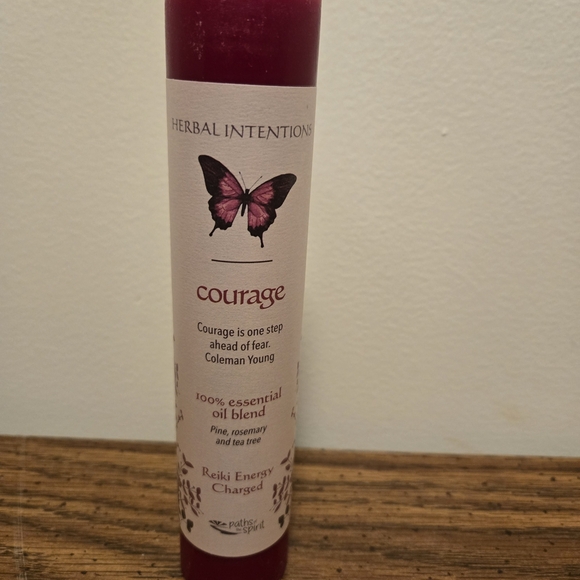 HERBAL INTENTIONS
courage
Courage is one step
ahead of fear.
Coleman Young
100% essential
oil blend
Pine, rosemary
and tea tree
Reiki Energy
Charged
paths
spirit